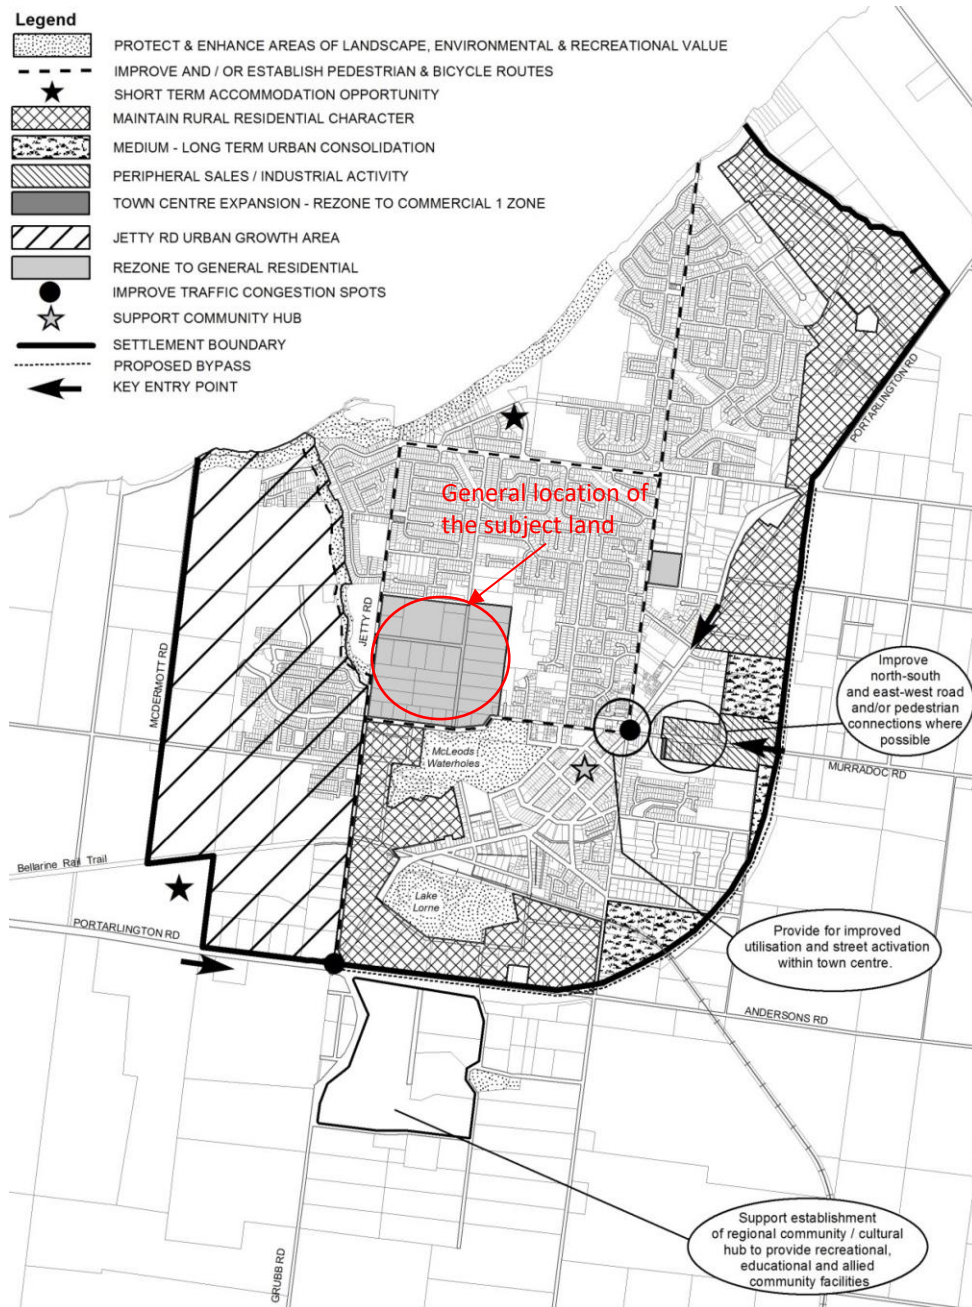 Legend
PROTECT & ENHANCE AREAS OF LANDSCAPE, ENVIRONMENTAL & RECREATIONAL VALUE
IMPROVE AND / OR ESTABLISH PEDESTRIAN & BICYCLE ROUTES
SHORT TERM ACCOMMODATION OPPORTUNITY
MAINTAIN RURAL RESIDENTIAL CHARACTER
MEDIUM - LONG TERM URBAN CONSOLIDATION
PERIPHERAL SALES / INDUSTRIAL ACTIVITY
TOWN CENTRE EXPANSION - REZONE TO COMMERCIAL 1 ZONE
JETTY RD URBAN GROWTH AREA
REZONE TO GENERAL RESIDENTIAL
IMPROVE TRAFFIC CONGESTION SPOTS
SUPPORT COMMUNITY HUB
SETTLEMENT BOUNDARY
PROPOSED BYPASS
KEY ENTRY POINT
PORTARLINGTON RD
General location of
the subject land
JETTY RD
MCDERMOTT RD
Improve
north-south
and east-west road
and/or pedestrian
connections where
possible
McLeods
Waterholes
MURRADOC RD
Bellarine Rail Trail
Lake
Lorne
PORTARLINGTON RD
Provide for improved
utilisation and street activation
within town centre.
ANDERSONS RD
GRUBB RD
Support establishment
of regional community / cultural
hub to provide recreational,
educational and allied
community facilities